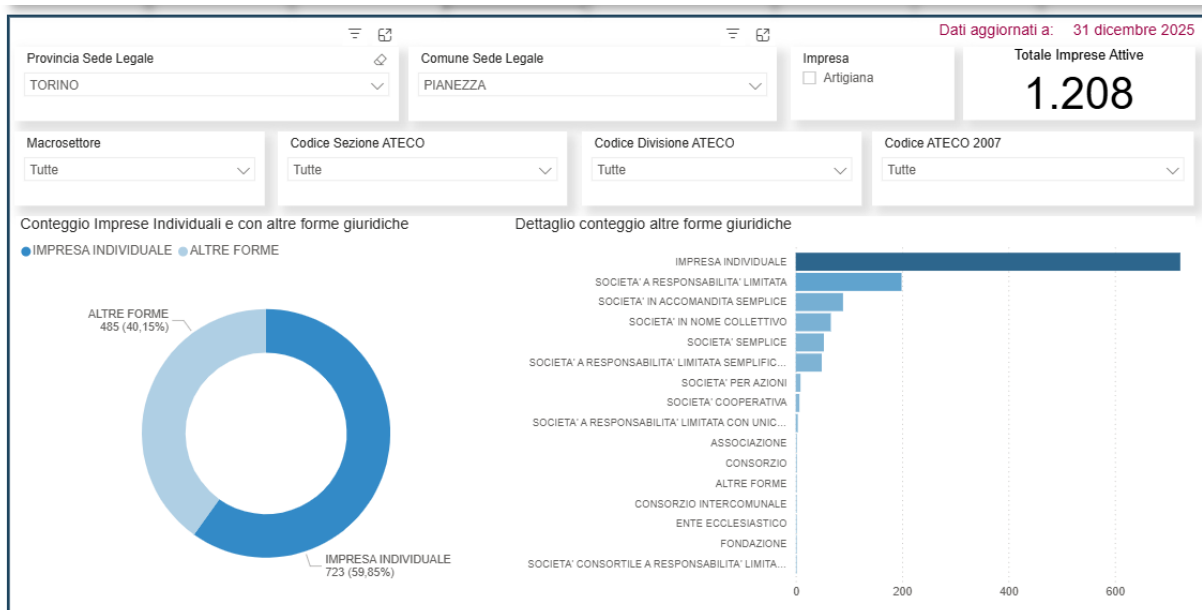 Dati aggiornati a: 31 dicembre 2025
Provincia Sede Legale
TORINO
Comune Sede Legale
PIANEZZA
Impresa
Artigiana
Totale Imprese Attive
1.208
Macrosettore
Tutte
Codice Sezione ATECO
Tutte
Codice Divisione ATECO
Tutte
Codice ATECO 2007
Tutte
Conteggio Imprese Individuali e con altre forme giuridiche
IMPRESA INDIVIDUALE ALTRE FORME
ALTRE FORME
485 (40,15%)
IMPRESA INDIVIDUALE
723 (59,85%)
Dettaglio conteggio altre forme giuridiche
IMPRESA INDIVIDUALE
SOCIETA' A RESPONSABILITA' LIMITATA
SOCIETA' IN ACCOMANDITA SEMPLICE
SOCIETA' IN NOME COLLETTIVO
SOCIETA' SEMPLICE
SOCIETA' A RESPONSABILITA' LIMITATA SEMPLIFIC...
SOCIETA' PER AZIONI
SOCIETA' COOPERATIVA
SOCIETA' A RESPONSABILITA' LIMITATA CON UNIC...
ASSOCIAZIONE
CONSORZIO
ALTRE FORME
CONSORZIO INTERCOMUNALE
ENTE ECCLESIASTICO
FONDAZIONE
SOCIETA' CONSORTILE A RESPONSABILITA' LIMITA...
0 200 400 600